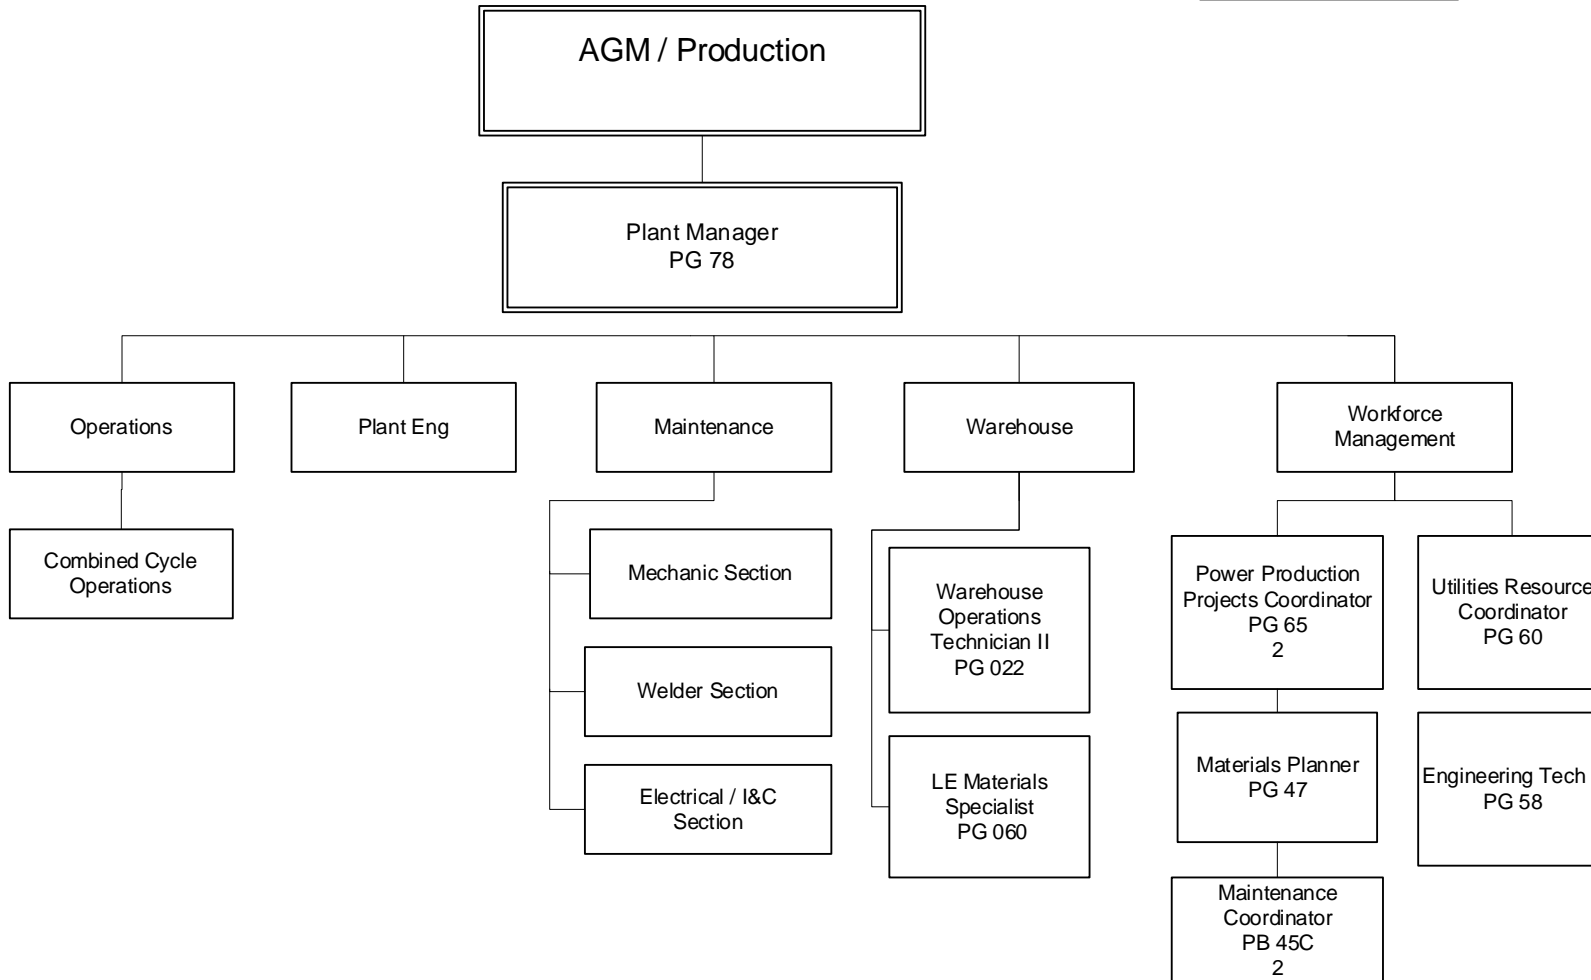 AGM / Production
Plant Manager
PG 78
Operations
Plant Eng
Maintenance
Warehouse
Workforce
Management
Combined Cycle
Operations
Mechanic Section
Welder Section
Electrical / I&C
Section
Warehouse
Operations
Technician II
PG 022
LE Materials
Specialist
PG 060
Power Production
Projects Coordinator
PG 65
2
Materials Planner
PG 47
Maintenance
Coordinator
PB 45C
2
Utilities Resource
Coordinator
PG 60
Engineering Tech
PG 58